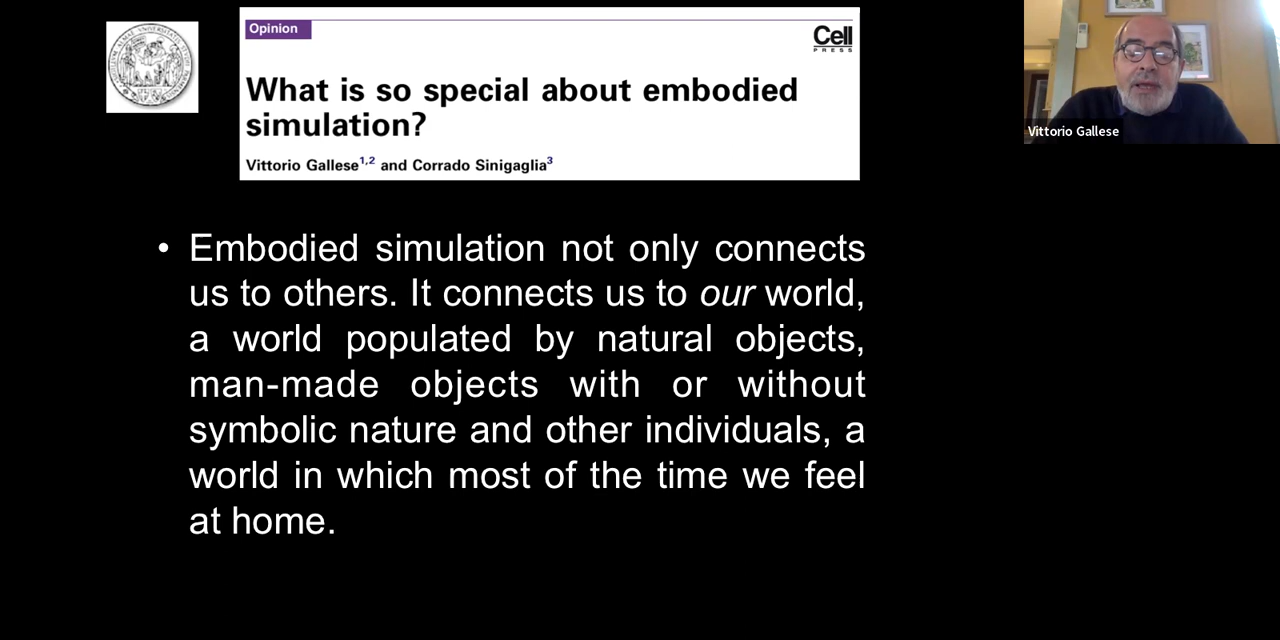 Opinion
Cell
PRESS
What is so special about embodied
simulation?
Vittorio Gallese1,2 and Corrado Sinigaglia3
Vittorio Gallese
• Embodied simulation not only connects
us to others. It connects us to our world,
a world populated by natural objects,
man-made objects with or without
symbolic nature and other individuals, a
world in which most of the time we feel
at home.